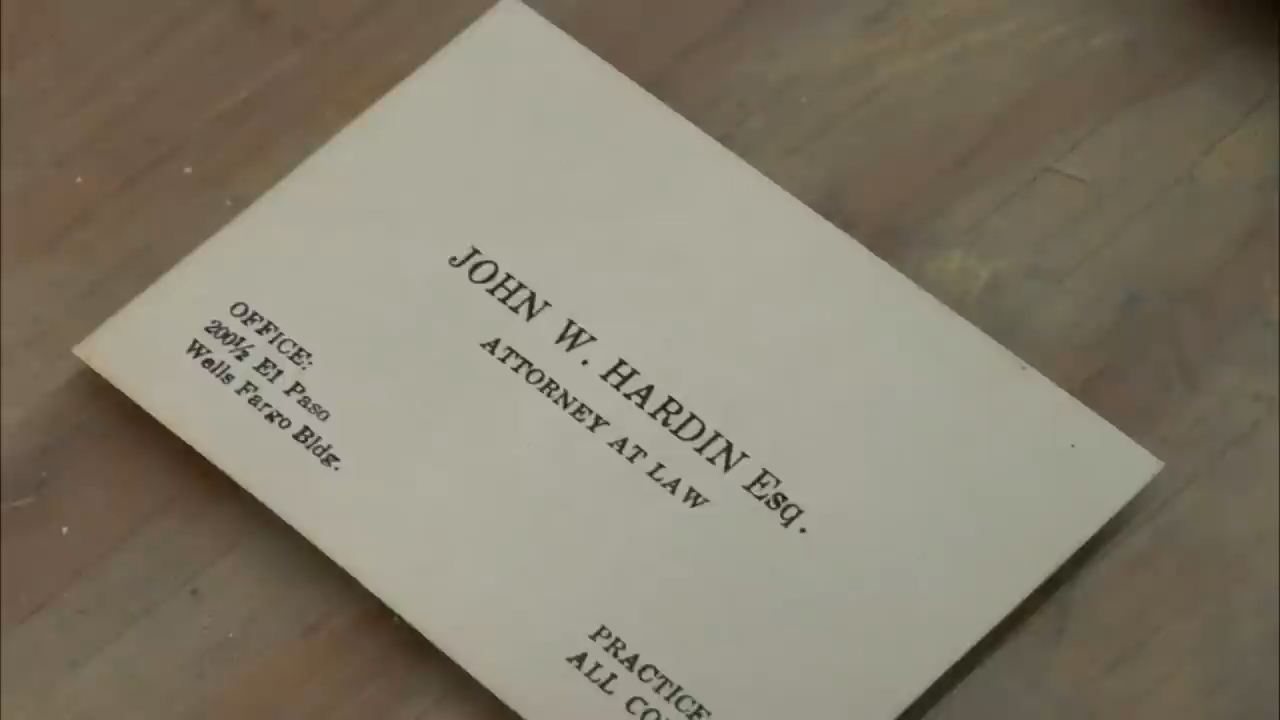 JOHN W. HARDIN Esq.
ATTORNEY AT LAW
OFFICE:
200½ El Paso
Wells Fargo Bldg.
PRACTICE
ALL